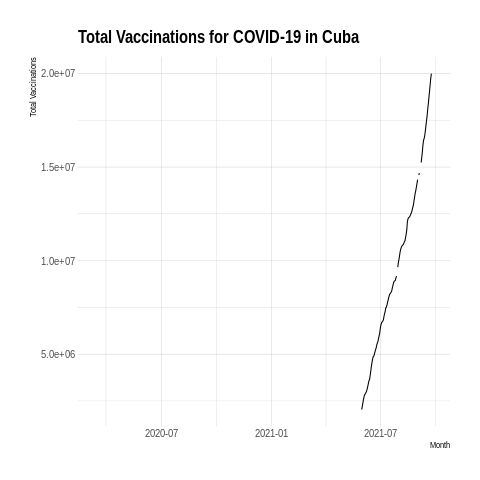 Total Vaccinations for COVID-19 in Cuba
Total Vaccinations
2.0e+07
1.5e+07
1.0e+07
5.0e+06
2020-07
2021-01
2021-07
Month